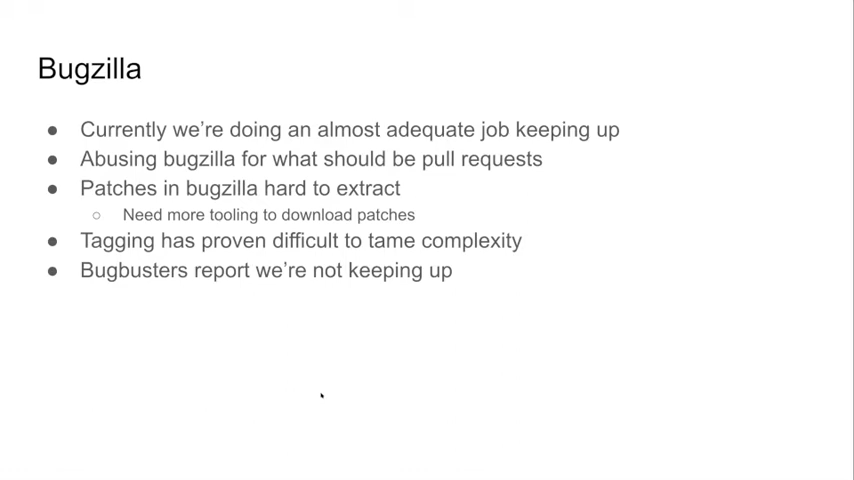 Bugzilla
● Currently we're doing an almost adequate job keeping up
● Abusing bugzilla for what should be pull requests
● Patches in bugzilla hard to extract
○ Need more tooling to download patches
● Tagging has proven difficult to tame complexity
● Bugbusters report we're not keeping up